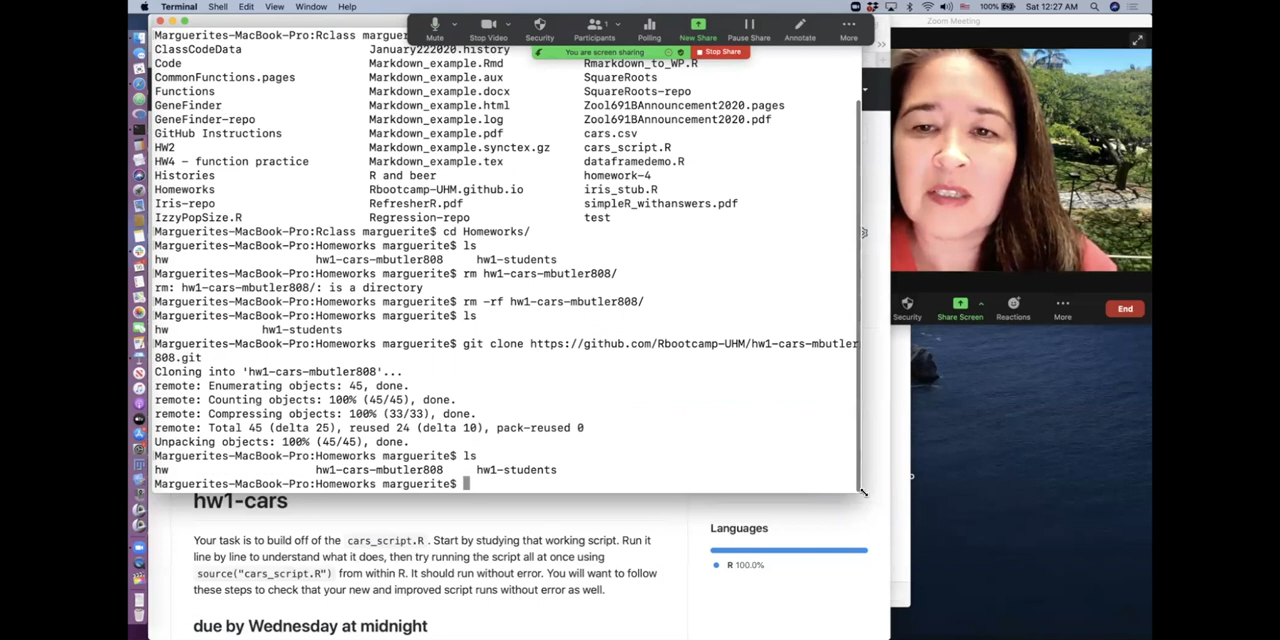 Terminal Shell Edit View Window Help
100% Sat 12:27 AM
Zoom Meeting
Mute Stop Video Security Participants 1 Polling New Share Pause Share Annotate More
You are screen sharing Stop Share
Marguerites-MacBook-Pro:Rclass marguerite$
ClassCodeData January222020.history
Code Markdown_example.Rmd Rmarkdown_to_WP.R
CommonFunctions.pages Markdown_example.aux SquareRoots
Functions Markdown_example.docx SquareRoots-repo
GeneFinder Markdown_example.html Zool691BAnnouncement2020.pages
GeneFinder-repo Markdown_example.log Zool691BAnnouncement2020.pdf
GitHub Instructions Markdown_example.pdf cars.csv
HW2 Markdown_example.synctex.gz cars_script.R
HW4 - function practice Markdown_example.tex dataframedemo.R
Histories R and beer homework-4
Homeworks Rbootcamp-UHM.github.io iris_stub.R
Iris-repo RefresherR.pdf simpleR_withanswers.pdf
IzzyPopSize.R Regression-repo test
Marguerites-MacBook-Pro:Rclass marguerite$ cd Homeworks/
Marguerites-MacBook-Pro:Homeworks marguerite$ ls
hw hw1-cars-mbutler808 hw1-students
Marguerites-MacBook-Pro:Homeworks marguerite$ rm hw1-cars-mbutler808/
rm: hw1-cars-mbutler808/: is a directory
Marguerites-MacBook-Pro:Homeworks marguerite$ rm -rf hw1-cars-mbutler808/
Marguerites-MacBook-Pro:Homeworks marguerite$ ls
hw hw1-students
Marguerites-MacBook-Pro:Homeworks marguerite$ git clone https://github.com/Rbootcamp-UHM/hw1-cars-mbutler
808.git
Cloning into 'hw1-cars-mbutler808'...
remote: Enumerating objects: 45, done.
remote: Counting objects: 100% (45/45), done.
remote: Compressing objects: 100% (33/33), done.
remote: Total 45 (delta 25), reused 24 (delta 10), pack-reused 0
Unpacking objects: 100% (45/45), done.
Marguerites-MacBook-Pro:Homeworks marguerite$ ls
hw hw1-cars-mbutler808 hw1-students
Marguerites-MacBook-Pro:Homeworks marguerite$
Security Share Screen Reactions More End
hw1-cars
Your task is to build off of the cars_script.R . Start by studying that working script. Run it
line by line to understand what it does, then try running the script all at once using
source("cars_script.R") from within R. It should run without error. You will want to follow
these steps to check that your new and improved script runs without error as well.
due by Wednesday at midnight
Languages
R 100.0%